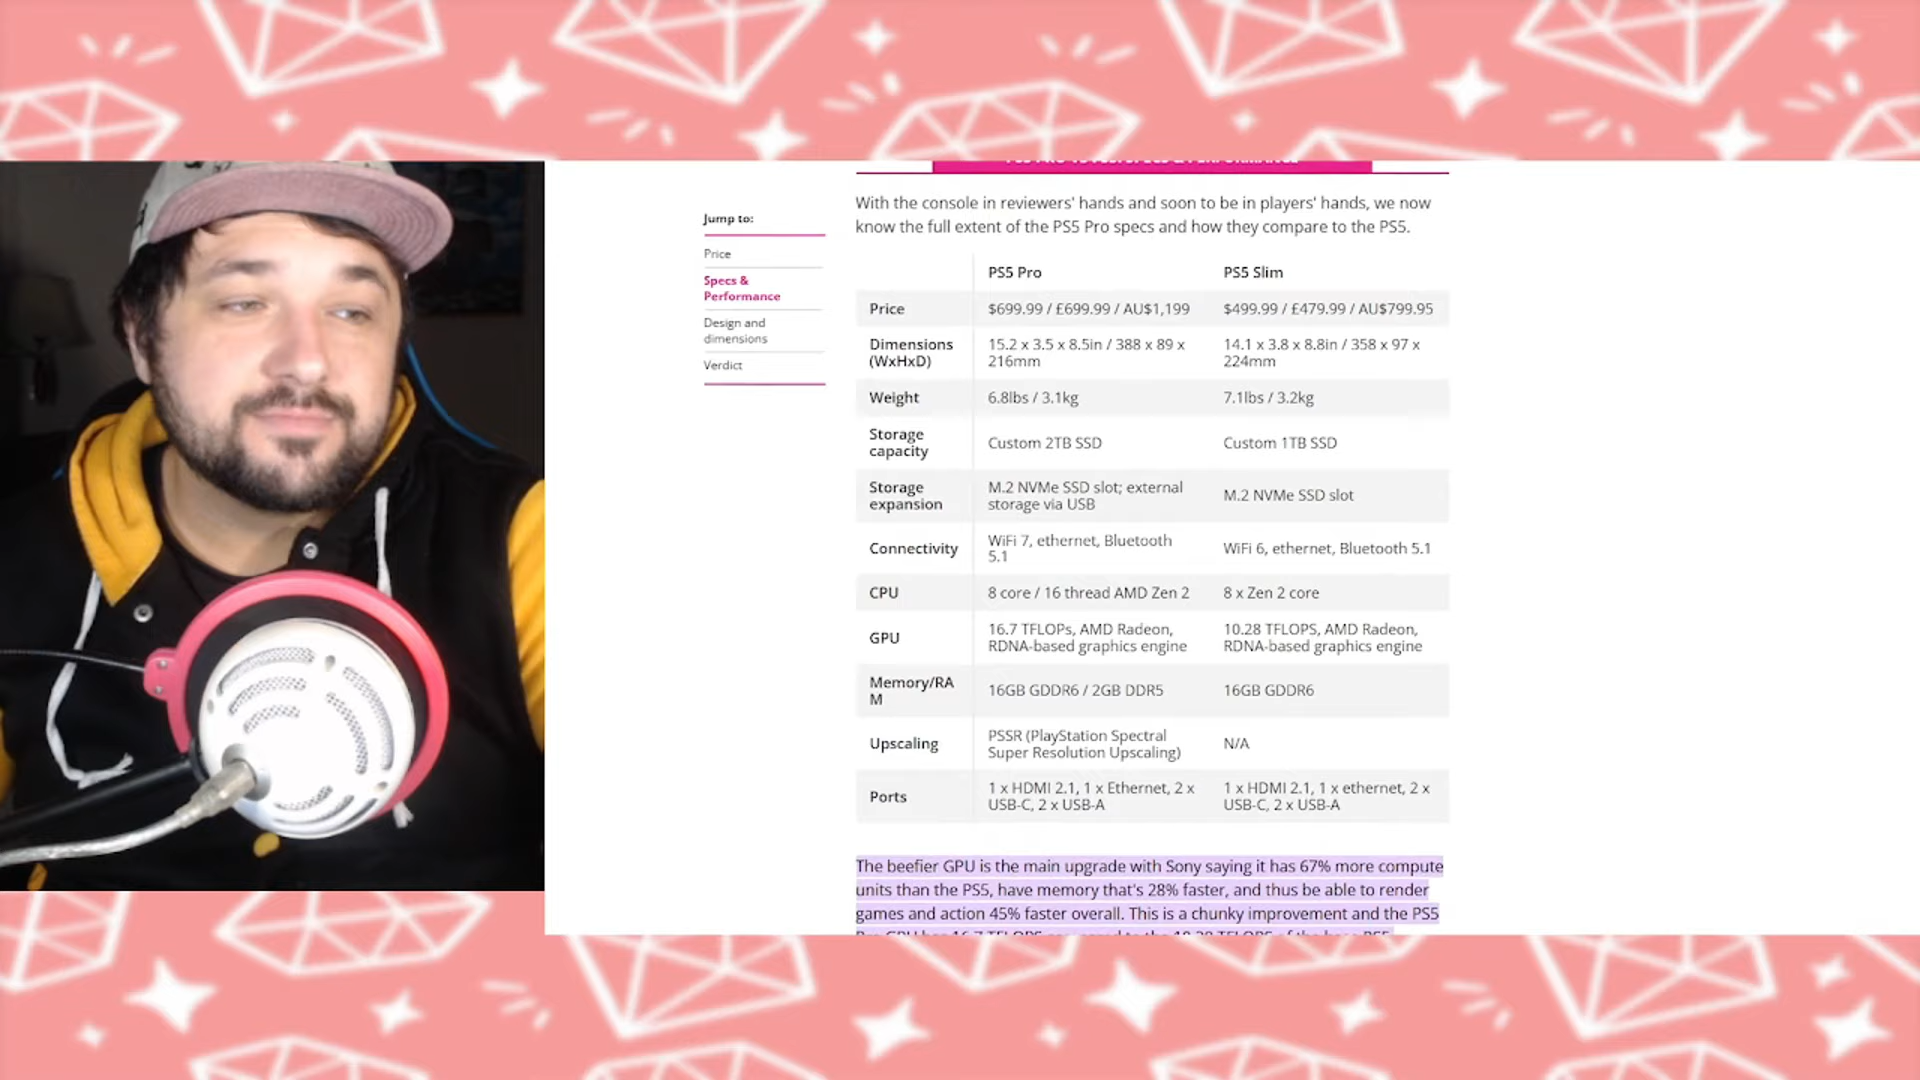 Jump to:
Price
Specs &
Performance
Design and
dimensions
Verdict
With the console in reviewers' hands and soon to be in players' hands, we now
know the full extent of the PS5 Pro specs and how they compare to the PS5.
PS5 Pro PS5 Slim
Price $699.99 / £699.99 / AU$1,199 $499.99 / £479.99 / AU$799.95
Dimensions 15.2 x 3.5 x 8.5in / 388 x 89 x 14.1 x 3.8 x 8.8in / 358 x 97 x
(WxHxD) 216mm 224mm
Weight 6.8lbs / 3.1kg 7.1lbs / 3.2kg
Storage
capacity Custom 2TB SSD Custom 1TB SSD
Storage M.2 NVMe SSD slot; external
expansion storage via USB M.2 NVMe SSD slot
Connectivity WiFi 7, ethernet, Bluetooth WiFi 6, ethernet, Bluetooth 5.1
5.1
CPU 8 core / 16 thread AMD Zen 2 8 x Zen 2 core
GPU 16.7 TFLOPs, AMD Radeon, 10.28 TFLOPS, AMD Radeon,
RDNA-based graphics engine RDNA-based graphics engine
Memory/RA
M 16GB GDDR6 / 2GB DDR5 16GB GDDR6
Upscaling PSSR (PlayStation Spectral N/A
Super Resolution Upscaling)
Ports 1 x HDMI 2.1, 1 x Ethernet, 2 x 1 x HDMI 2.1, 1 x ethernet, 2 x
USB-C, 2 x USB-A USB-C, 2 x USB-A
The beefier GPU is the main upgrade with Sony saying it has 67% more compute
units than the PS5, have memory that's 28% faster, and thus be able to render
games and action 45% faster overall. This is a chunky improvement and the PS5